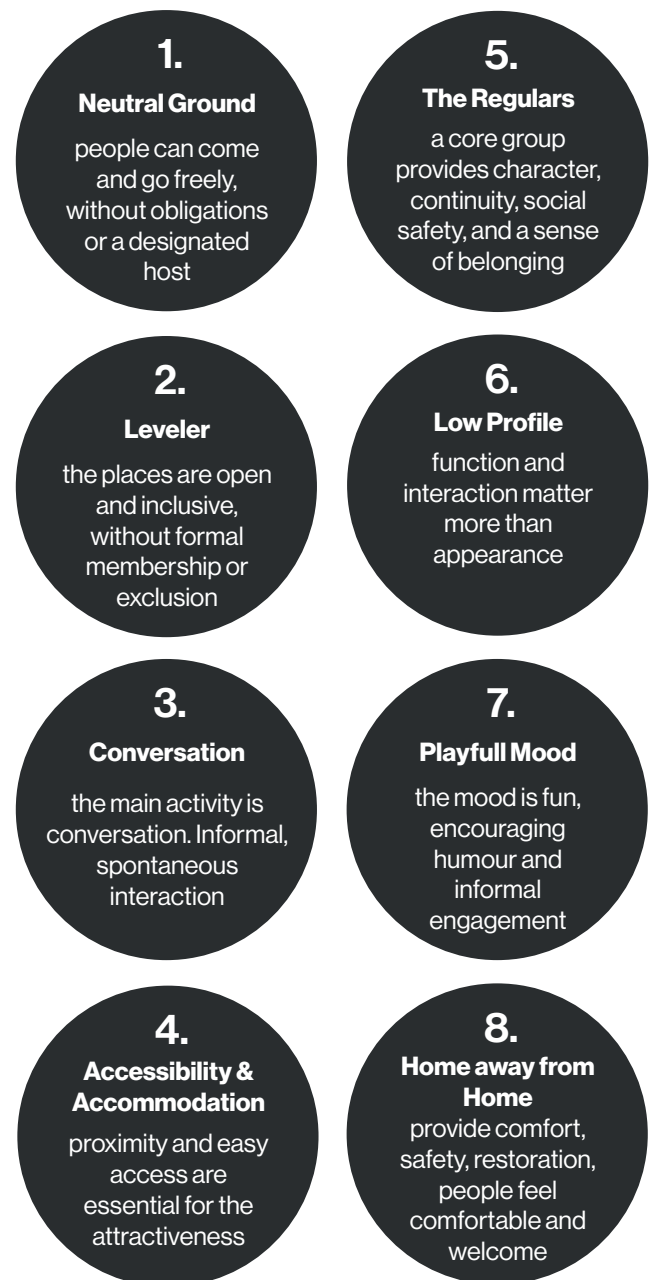 1.
Neutral Ground
people can come
and go freely,
without obligations
or a designated
host
2.
Leveler
the places are open
and inclusive,
without formal
membership or
exclusion
3.
Conversation
the main activity is
conversation. Informal,
spontaneous
interaction
4.
Accessibility &
Accommodation
proximity and easy
access are
essential for the
attractiveness
5.
The Regulars
a core group
provides character,
continuity, social
safety, and a sense
of belonging
6.
Low Profile
function and
interaction matter
more than
appearance
7.
Playfull Mood
the mood is fun,
encouraging
humour and
informal
engagement
8.
Home away from
Home
provide comfort,
safety, restoration,
people feel
comfortable and
welcome